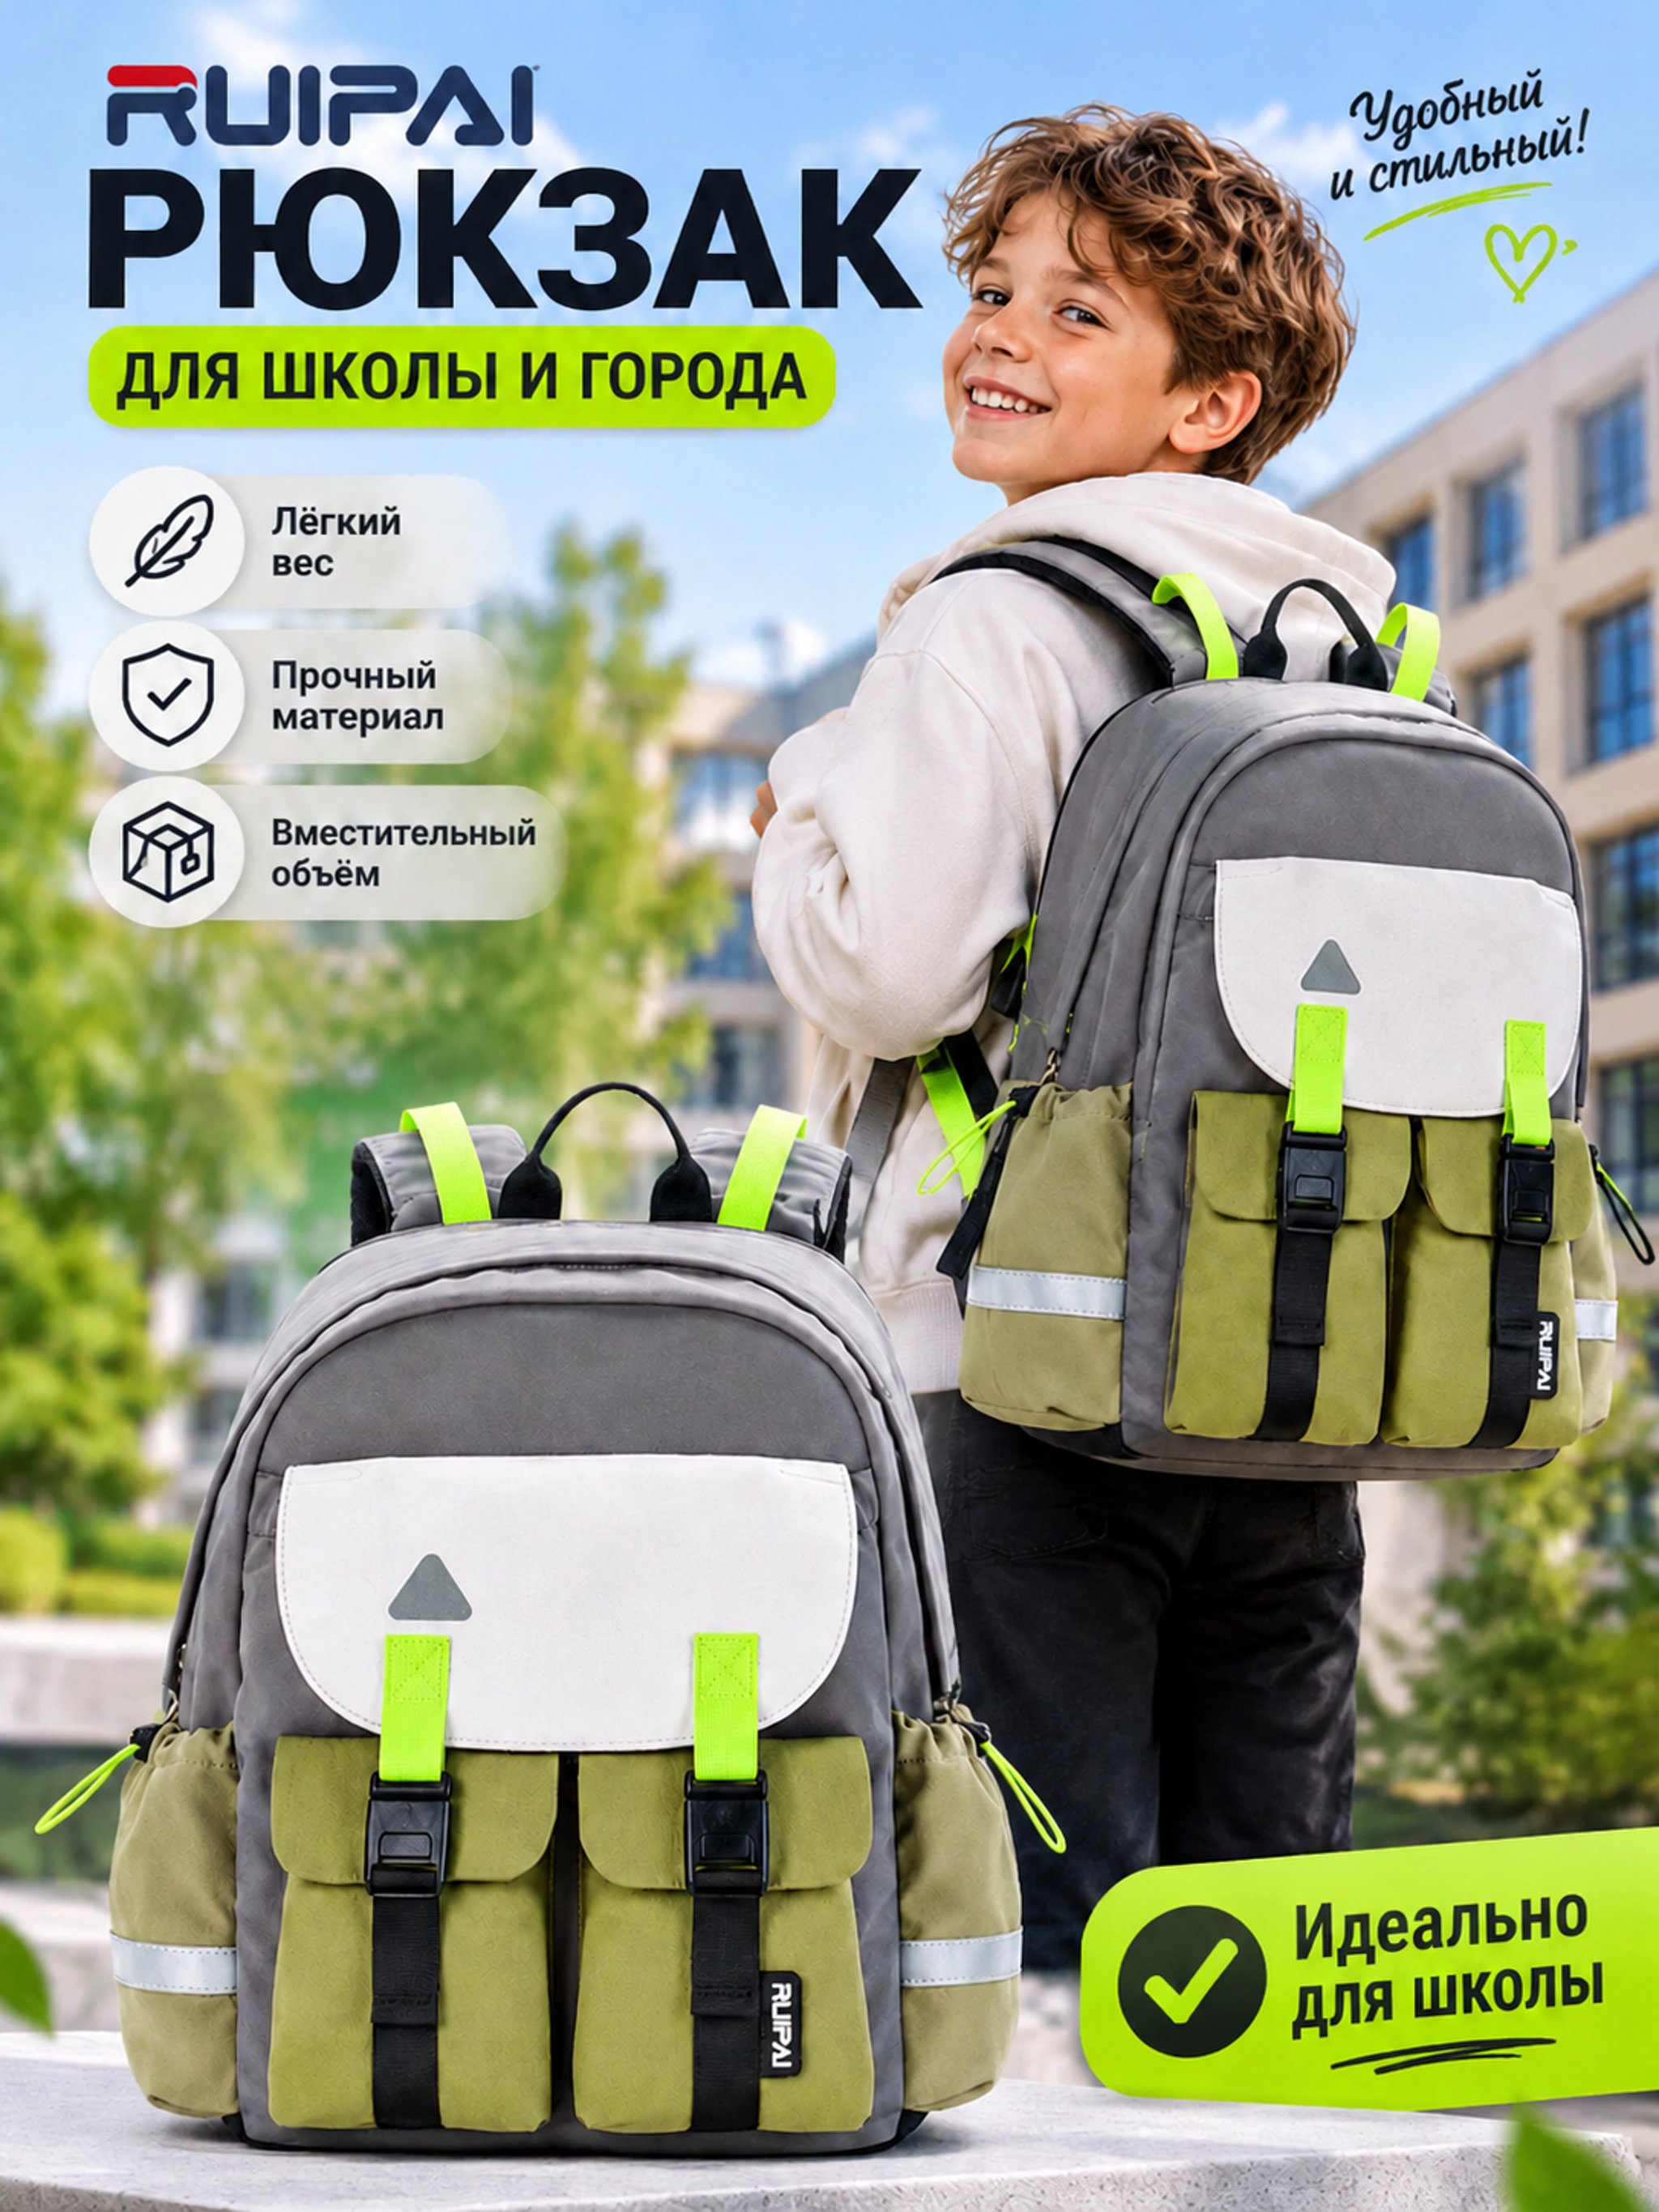 RUIPAI
РЮКЗАК
ДЛЯ ШКОЛЫ И ГОРОДА
Удобный
и стильный!
Лёгкий
вес
Прочный
материал
Вместительный
объём
RUIPAI
RUIPAI
Идеально
для школы